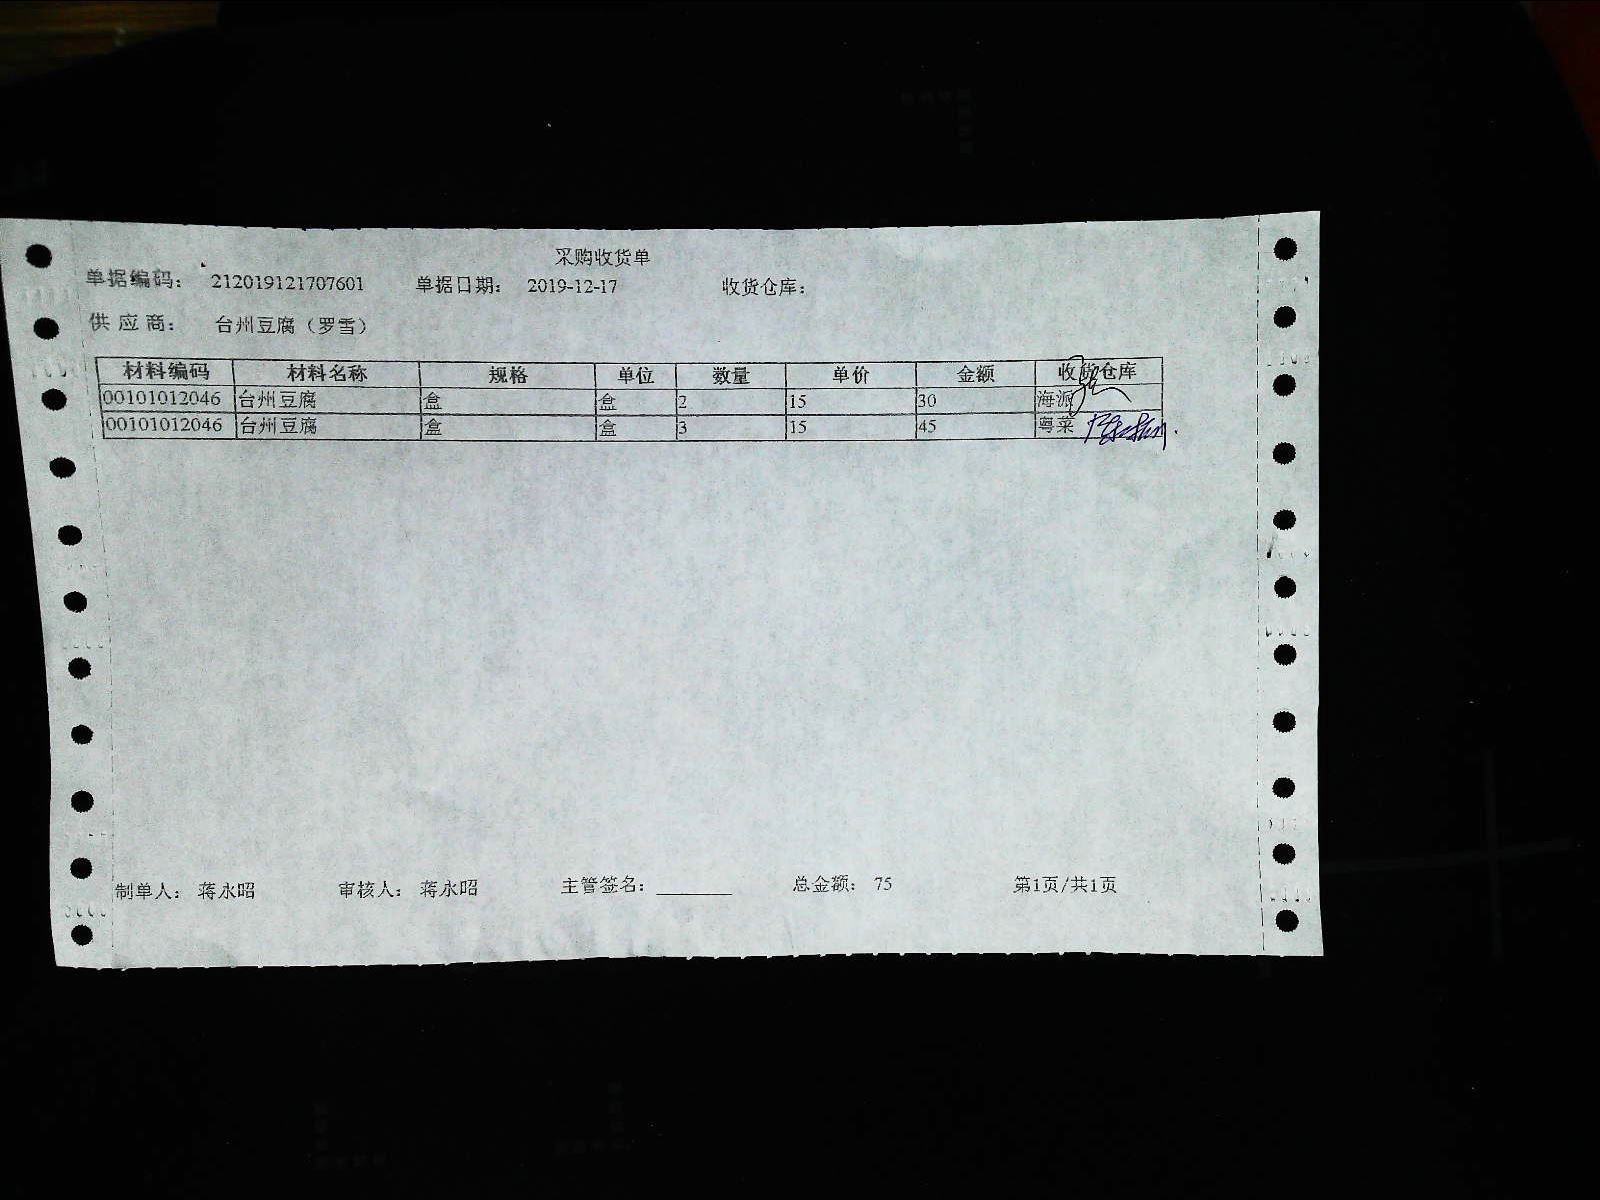 采购收货单
单据编码: 212019121707601 单据日期: 2019-12-17 收货仓库:
供应商: 台州豆腐（罗雪）
材料编码 材料名称 规格 单位 数量 单价 金额 收货仓库
00101012046 台州豆腐 盒 盒 2 15 30 海派
00101012046 台州豆腐 盒 盒 3 15 45 粤菜
制单人: 蒋永昭 审核人: 蒋永昭 主管签名: ________ 总金额: 75 第1页/共1页